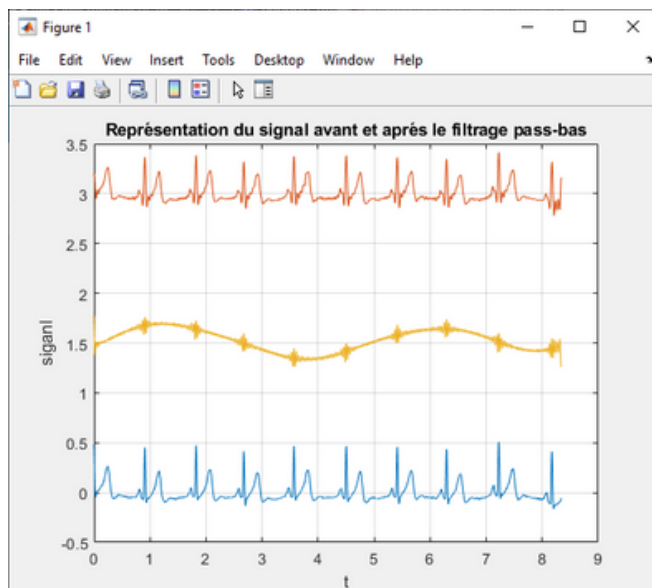 Figure 1
File Edit View Insert Tools Desktop Window Help
Représentation du signal avant et après le filtrage pass-bas
3.5
3
2.5
2
1.5
1
0.5
0
-0.5
siganl
0 1 2 3 4 5 6 7 8 9
t